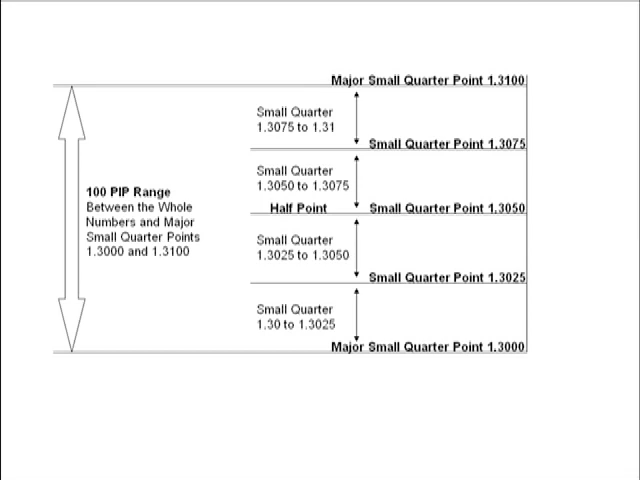 Major Small Quarter Point 1.3100
Small Quarter
1.3075 to 1.31
Small Quarter Point 1.3075
Small Quarter
1.3050 to 1.3075
100 PIP Range
Between the Whole
Numbers and Major
Small Quarter Points
1.3000 and 1.3100
Half Point
Small Quarter Point 1.3050
Small Quarter
1.3025 to 1.3050
Small Quarter Point 1.3025
Small Quarter
1.30 to 1.3025
Major Small Quarter Point 1.3000